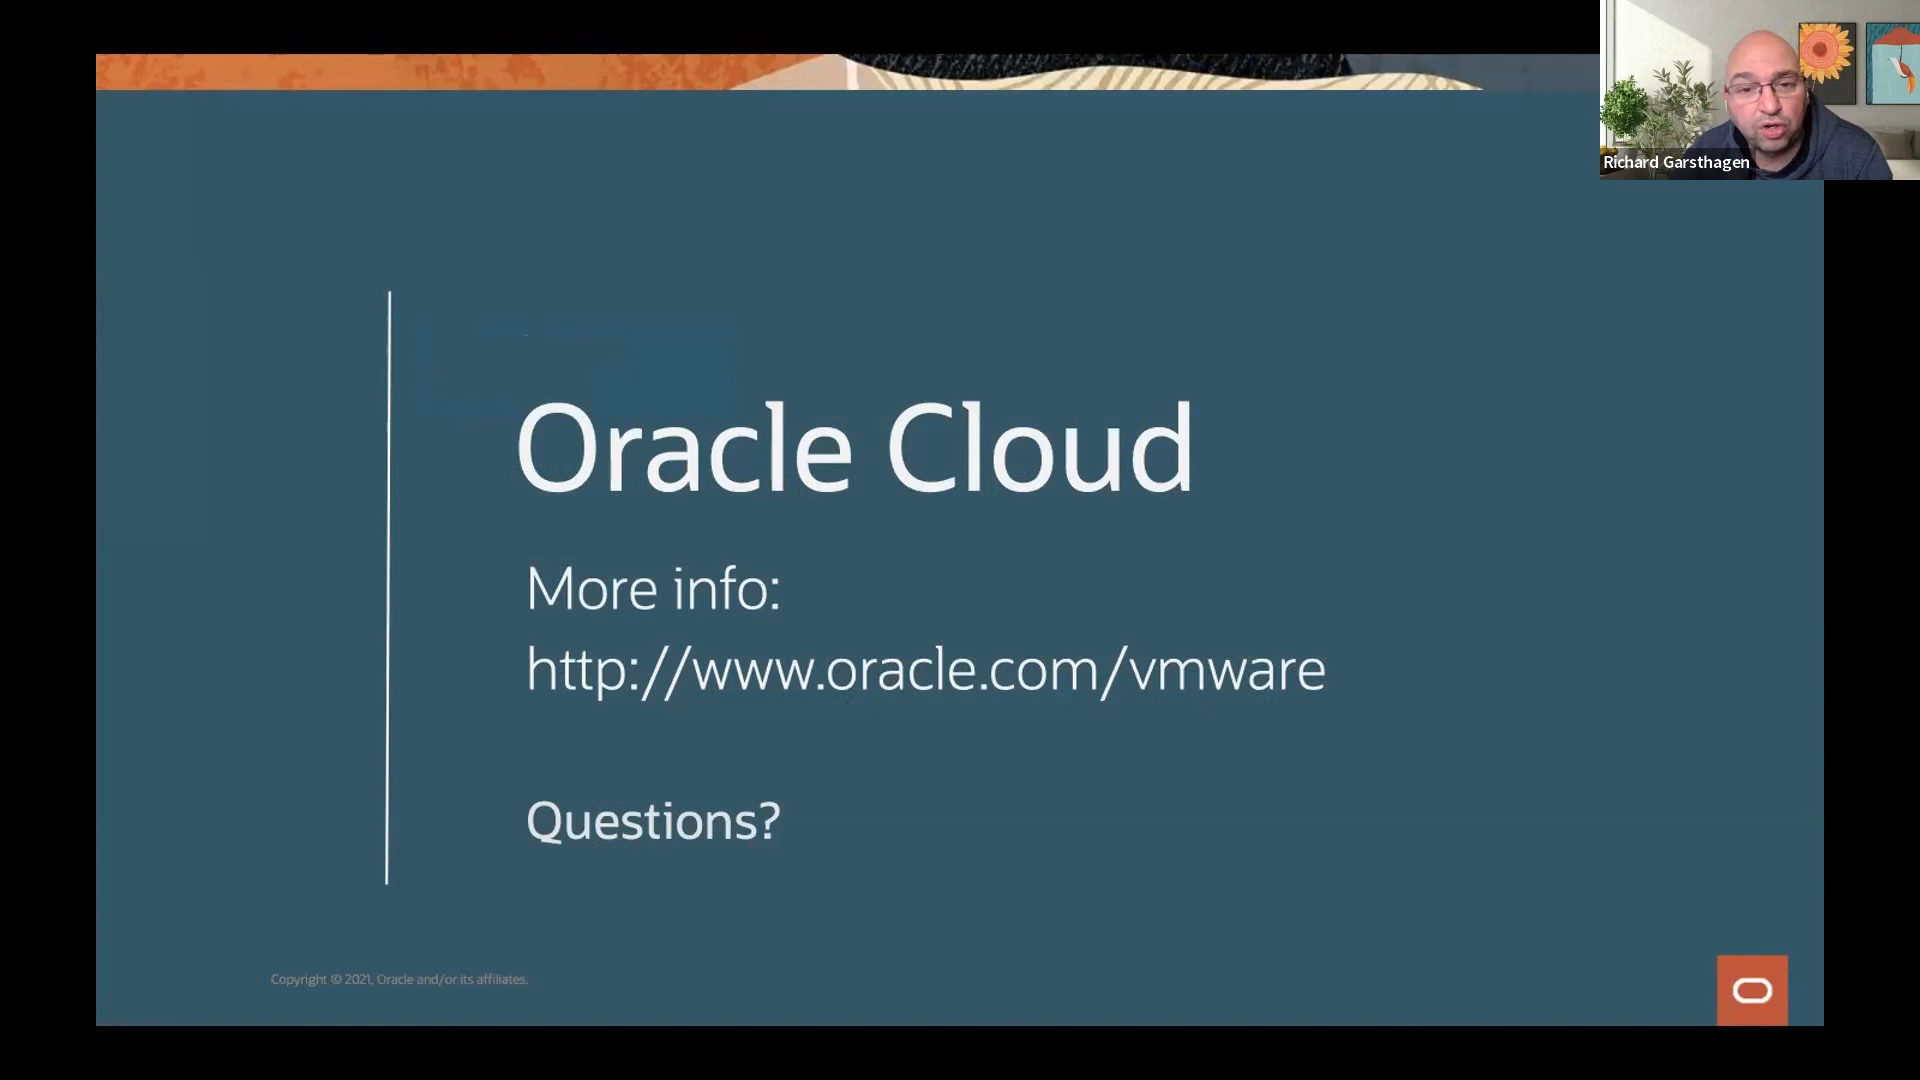 Richard Garsthagen
Oracle Cloud
More info:
http://www.oracle.com/vmware
Questions?
Copyright © 2021, Oracle and/or its affiliates.